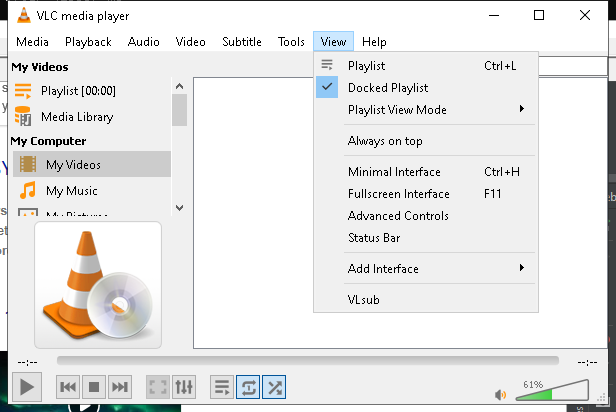 VLC media player
Media Playback Audio Video Subtitle Tools View Help
My Videos
Playlist [00:00]
Media Library
My Computer
My Videos
My Music
My Pictures
Playlist Ctrl+L
Docked Playlist
Playlist View Mode
Always on top
Minimal Interface Ctrl+H
Fullscreen Interface F11
Advanced Controls
Status Bar
Add Interface
VLsub
--:-- --:--
61%